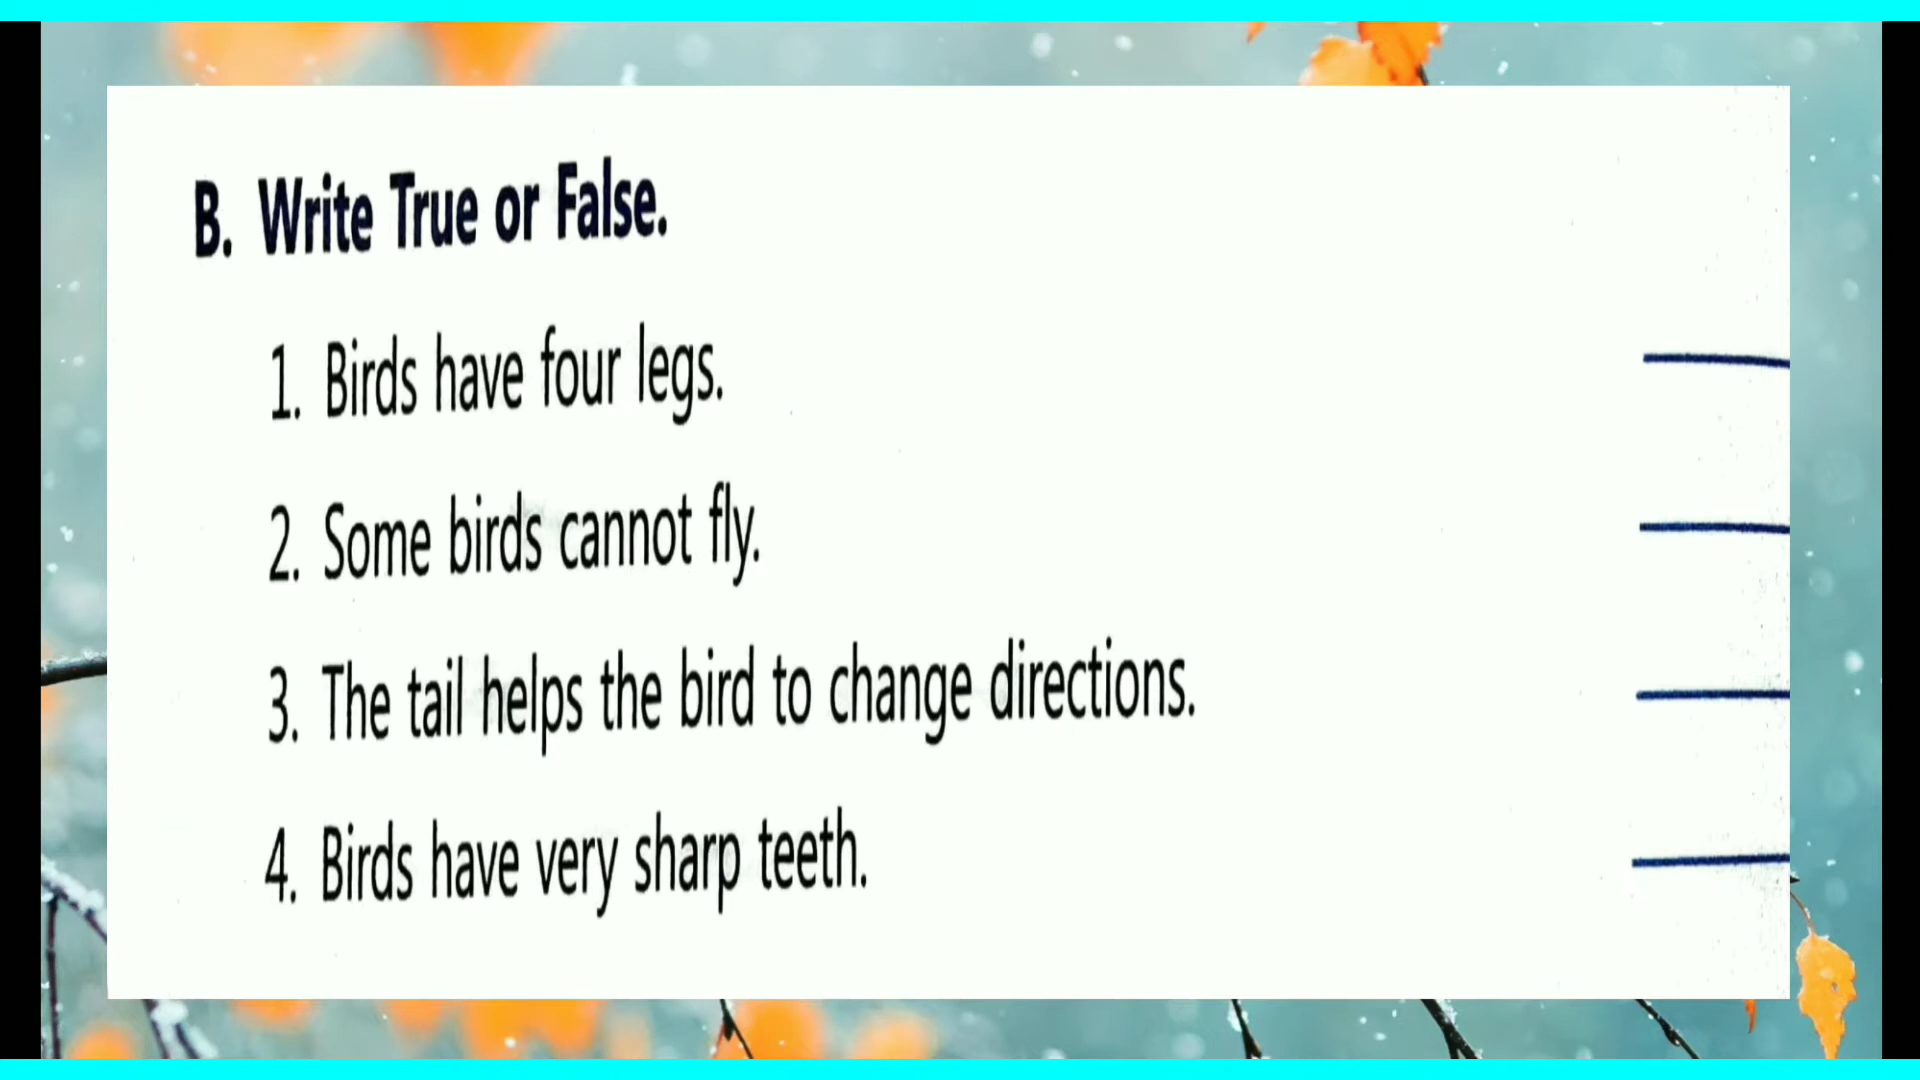 B. Write True or False.
1. Birds have four legs.
2. Some birds cannot fly.
3. The tail helps the bird to change directions.
4. Birds have very sharp teeth.